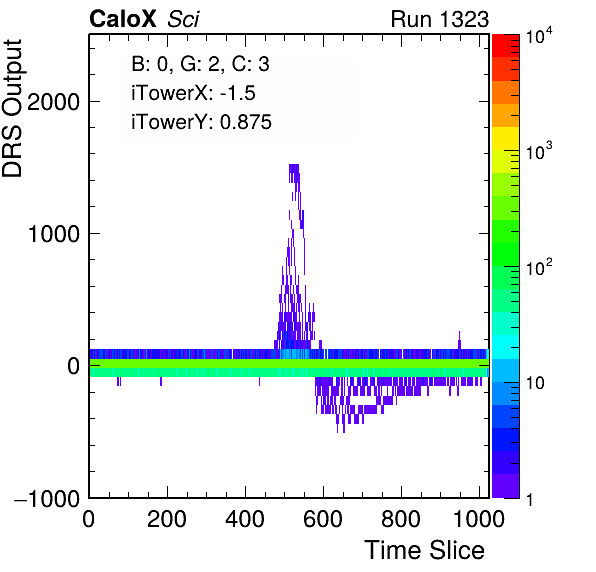 CaloX Sci Run 1323
B: 0, G: 2, C: 3
iTowerX: -1.5
iTowerY: 0.875
DRS Output
2000
1000
0
−1000
0 200 400 600 800 1000
Time Slice
10^4
10^3
10^2
10
1